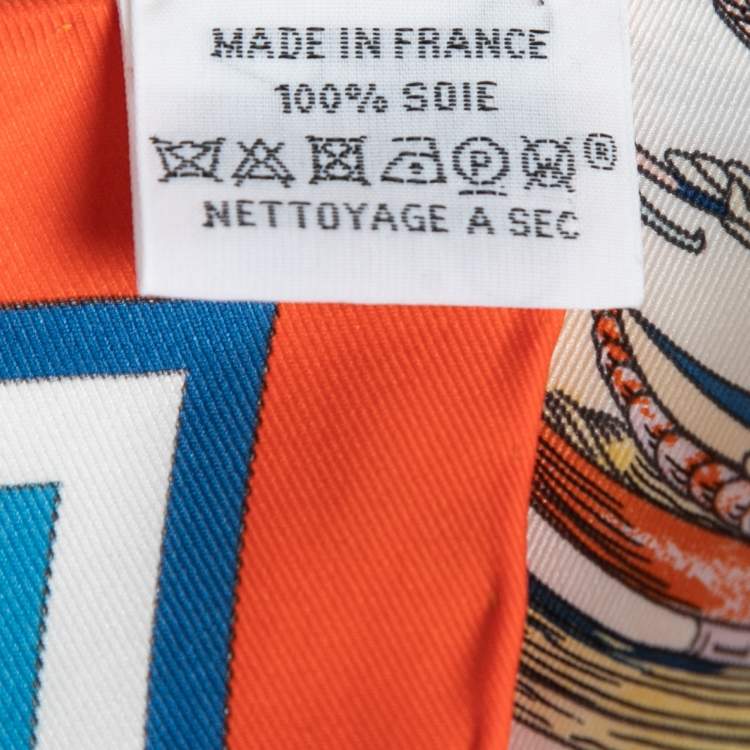 MADE IN FRANCE
100% SOIE
P W ®
NETTOYAGE A SEC